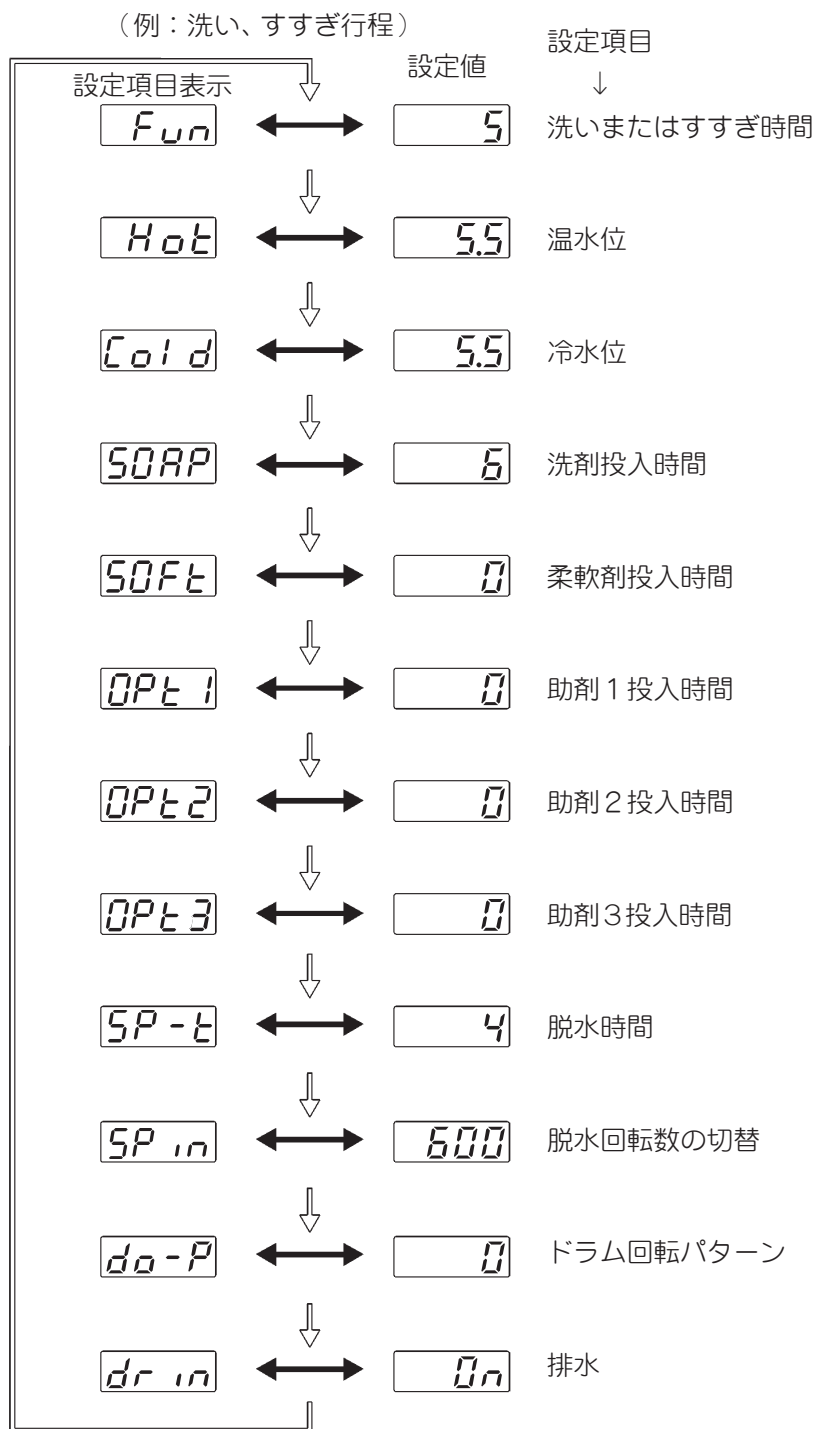 （例：洗い、すすぎ行程）
設定項目表示 設定値 設定項目
↓
Fun 5 洗いまたはすすぎ時間
Hot 5.5 温水位
Cold 5.5 冷水位
SOAP 6 洗剤投入時間
SOFt 0 柔軟剤投入時間
OPt1 0 助剤１投入時間
OPt2 0 助剤２投入時間
OPt3 0 助剤３投入時間
SP-t 4 脱水時間
SPin 600 脱水回転数の切替
do-P 0 ドラム回転パターン
drin On 排水